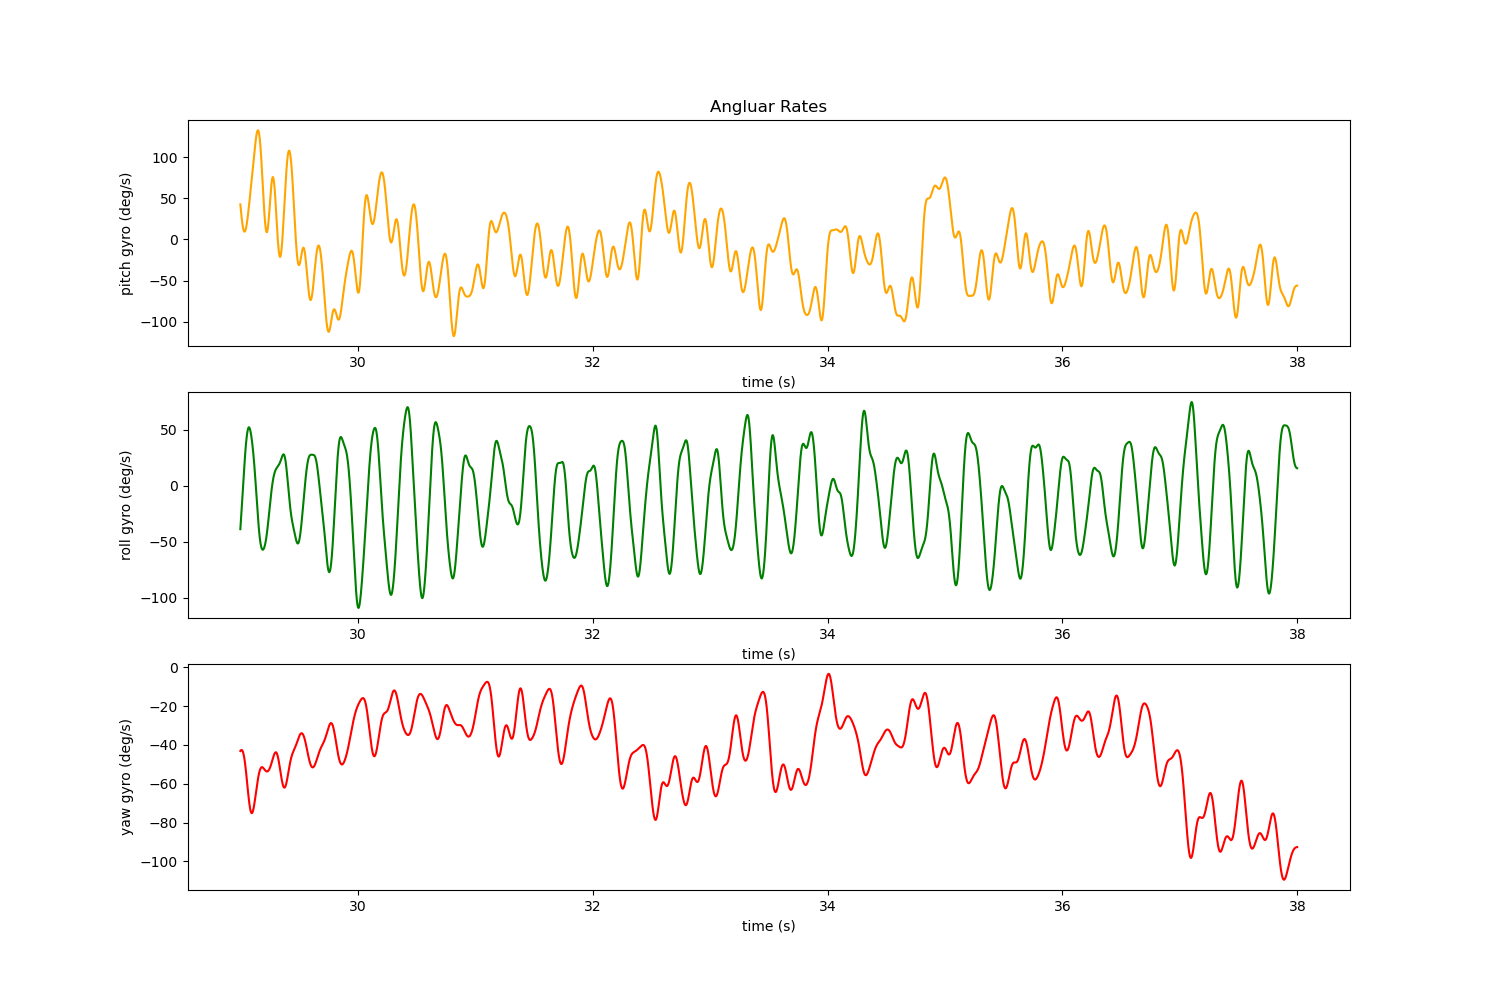 Angluar Rates
100
50
0
−50
−100
pitch gyro (deg/s)
30 32 34 36 38
time (s)
50
0
−50
−100
roll gyro (deg/s)
30 32 34 36 38
time (s)
0
−20
−40
−60
−80
−100
yaw gyro (deg/s)
30 32 34 36 38
time (s)